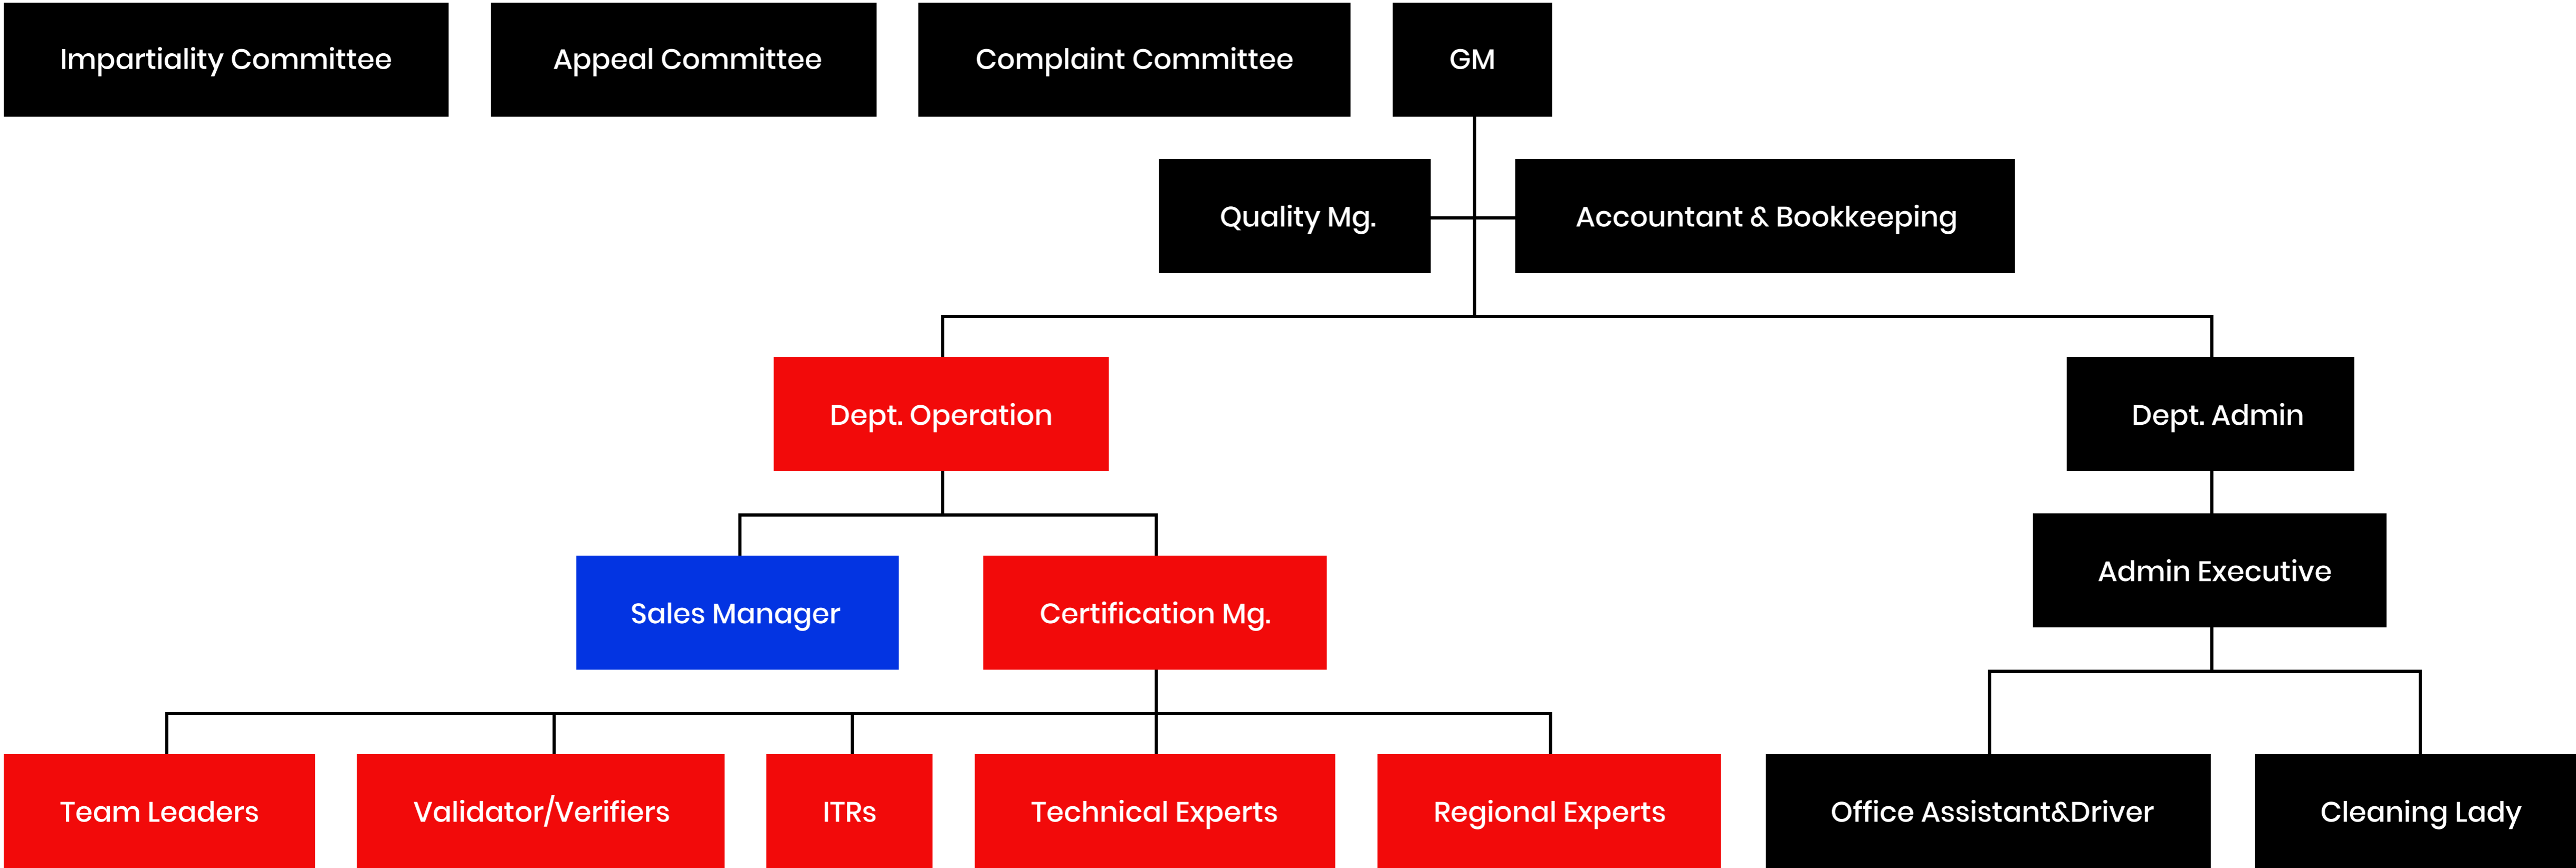 Impartiality Committee
Appeal Committee
Complaint Committee
GM
Quality Mg.
Accountant & Bookkeeping
Dept. Operation
Dept. Admin
Sales Manager
Certification Mg.
Admin Executive
Team Leaders
Validator/Verifiers
ITRs
Technical Experts
Regional Experts
Office Assistant&Driver
Cleaning Lady